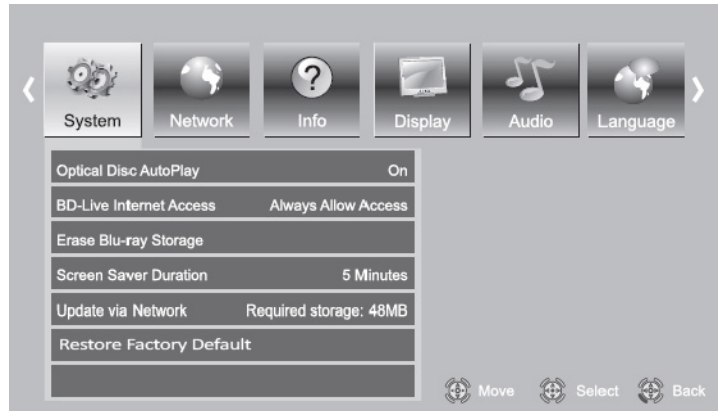 System Network Info Display Audio Language
Optical Disc AutoPlay On
BD-Live Internet Access Always Allow Access
Erase Blu-ray Storage
Screen Saver Duration 5 Minutes
Update via Network Required storage: 48MB
Restore Factory Default
Move Select Back